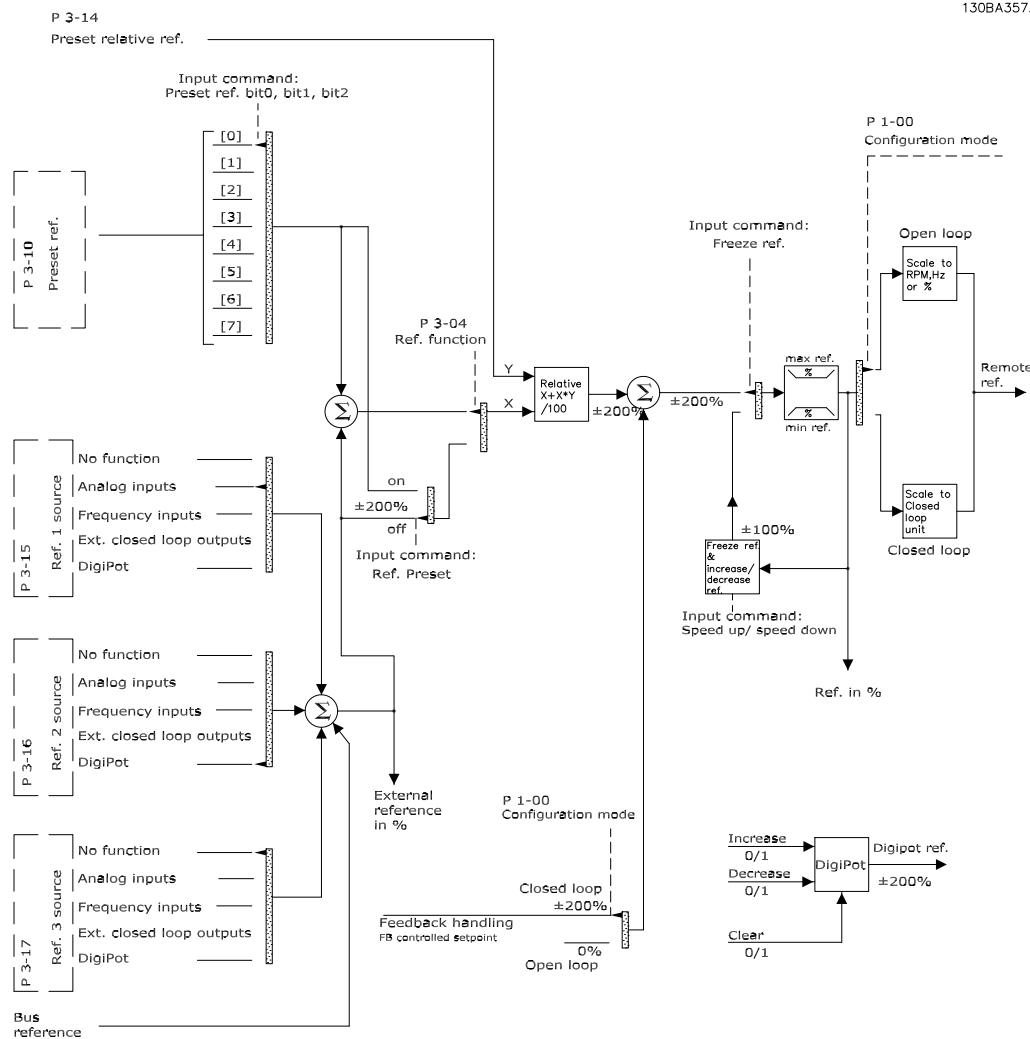 130BA357.
P 3-14
Preset relative ref.
Input command:
Preset ref. bit0, bit1, bit2
[0]
[1]
[2]
[3]
[4]
[5]
[6]
[7]
P 3-10
Preset ref.
P 1-00
Configuration mode
Input command:
Freeze ref.
Open loop
Scale to
RPM,Hz
or %
P 3-04
Ref. function
Y
X
Relative
X+X*Y
/100
±200%
Σ
±200%
max ref.
%
%
min ref.
Remote
ref.
Σ
on
±200%
off
Input command:
Ref. Preset
±100%
Freeze ref.
&
increase/
decrease
ref.
Input command:
Speed up/ speed down
Scale to
Closed
loop
unit
Closed loop
Ref. in %
P 3-15
Ref. 1 source
No function
Analog inputs
Frequency inputs
Ext. closed loop outputs
DigiPot
P 3-16
Ref. 2 source
No function
Analog inputs
Frequency inputs
Ext. closed loop outputs
DigiPot
Σ
External
reference
in %
P 3-17
Ref. 3 source
No function
Analog inputs
Frequency inputs
Ext. closed loop outputs
DigiPot
Bus
reference
P 1-00
Configuration mode
Closed loop
±200%
Feedback handling
FB controlled setpoint
0%
Open loop
Increase
0/1
Decrease
0/1
Clear
0/1
DigiPot
Digipot ref.
±200%